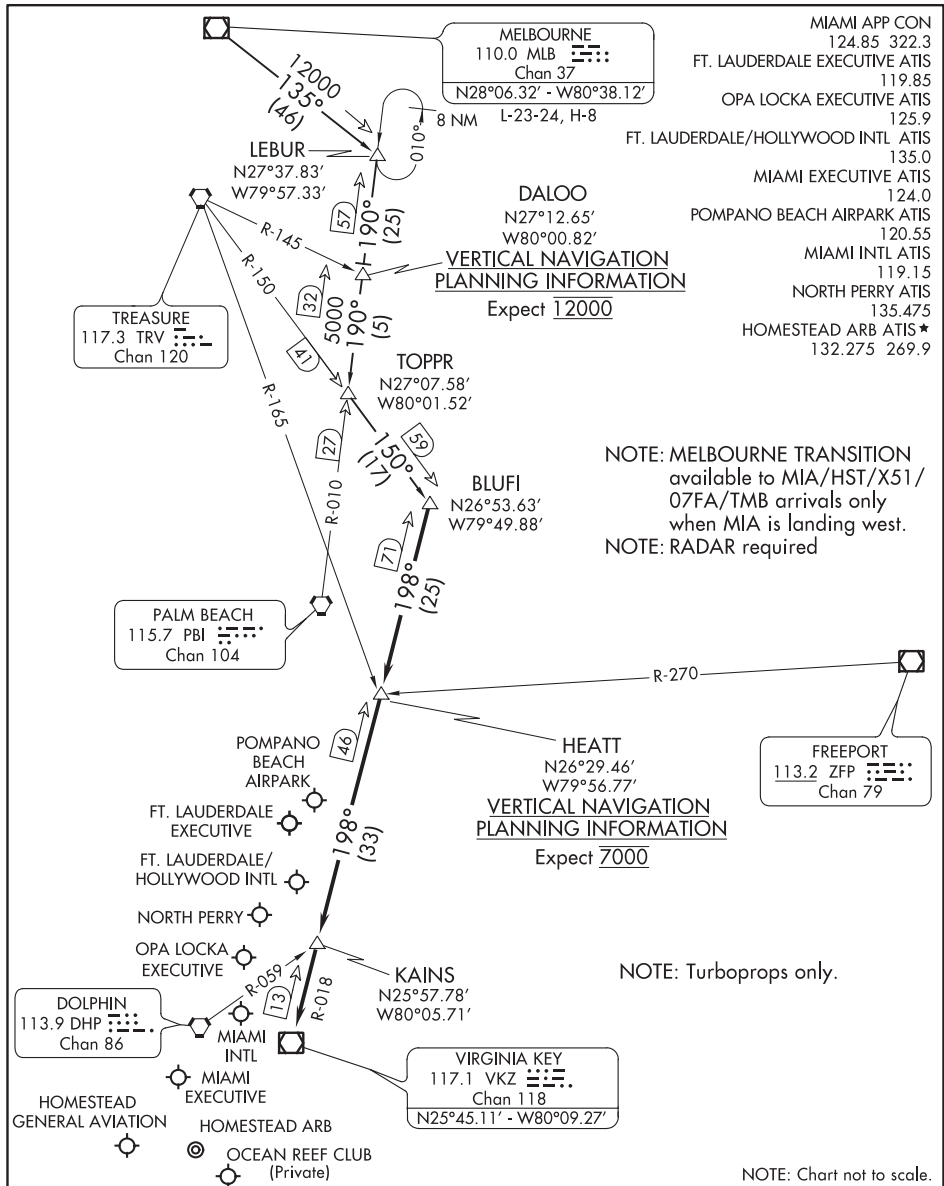 MELBOURNE
110.0 MLB
Chan 37
N28°06.32' - W80°38.12'
L-23-24, H-8
MIAMI APP CON
124.85 322.3
FT. LAUDERDALE EXECUTIVE ATIS
119.85
OPA LOCKA EXECUTIVE ATIS
125.9
FT. LAUDERDALE/HOLLYWOOD INTL ATIS
135.0
MIAMI EXECUTIVE ATIS
124.0
POMPANO BEACH AIRPARK ATIS
120.55
MIAMI INTL ATIS
119.15
NORTH PERRY ATIS
135.475
HOMESTEAD ARB ATIS★
132.275 269.9
12000
135°
(46)
8 NM
010°
LEBUR
N27°37.83'
W79°57.33'
57
190°
(25)
DALOO
N27°12.65'
W80°00.82'
VERTICAL NAVIGATION
PLANNING INFORMATION
Expect 12000
R-145
R-150
R-165
TREASURE
117.3 TRV
Chan 120
32
5000
190°
(5)
41
TOPPR
N27°07.58'
W80°01.52'
27
R-010
150°
(17)
59
BLUFI
N26°53.63'
W79°49.88'
NOTE: MELBOURNE TRANSITION
available to MIA/HST/X51/
07FA/TMB arrivals only
when MIA is landing west.
NOTE: RADAR required
71
198°
(25)
PALM BEACH
115.7 PBI
Chan 104
R-270
FREEPORT
113.2 ZFP
Chan 79
HEATT
N26°29.46'
W79°56.77'
VERTICAL NAVIGATION
PLANNING INFORMATION
Expect 7000
46
198°
(33)
POMPANO
BEACH
AIRPARK
FT. LAUDERDALE
EXECUTIVE
FT. LAUDERDALE/
HOLLYWOOD INTL
NORTH PERRY
OPA LOCKA
EXECUTIVE
R-059
13
R-018
KAINS
N25°57.78'
W80°05.71'
NOTE: Turboprops only.
DOLPHIN
113.9 DHP
Chan 86
MIAMI
INTL
MIAMI
EXECUTIVE
VIRGINIA KEY
117.1 VKZ
Chan 118
N25°45.11' - W80°09.27'
HOMESTEAD
GENERAL AVIATION
HOMESTEAD ARB
OCEAN REEF CLUB
(Private)
NOTE: Chart not to scale.